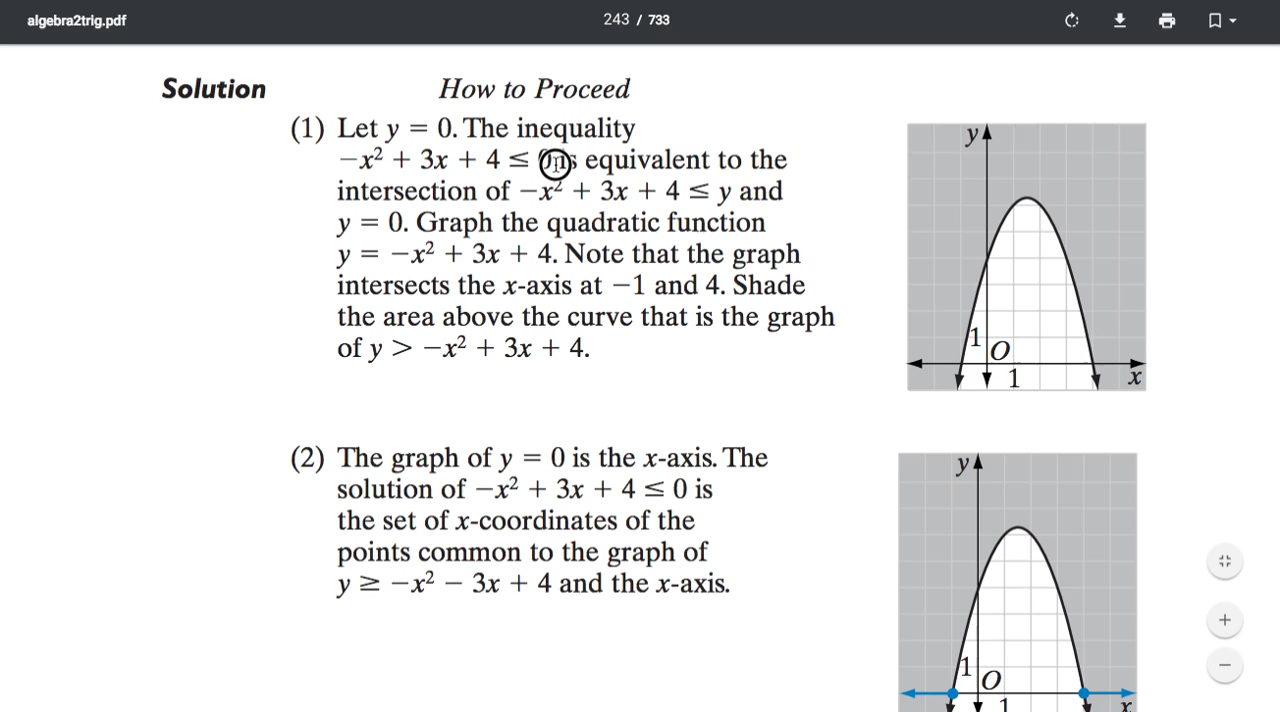 algebra2trig.pdf
243 / 733
Solution
How to Proceed
(1) Let y = 0. The inequality
−x² + 3x + 4 ≤ equivalent to the
intersection of −x² + 3x + 4 ≤ y and
y = 0. Graph the quadratic function
y = −x² + 3x + 4. Note that the graph
intersects the x-axis at −1 and 4. Shade
the area above the curve that is the graph
of y > −x² + 3x + 4.
y
1
O
1
x
(2) The graph of y = 0 is the x-axis. The
solution of −x² + 3x + 4 ≤ 0 is
the set of x-coordinates of the
points common to the graph of
y ≥ −x² − 3x + 4 and the x-axis.
y
1
O
1
x